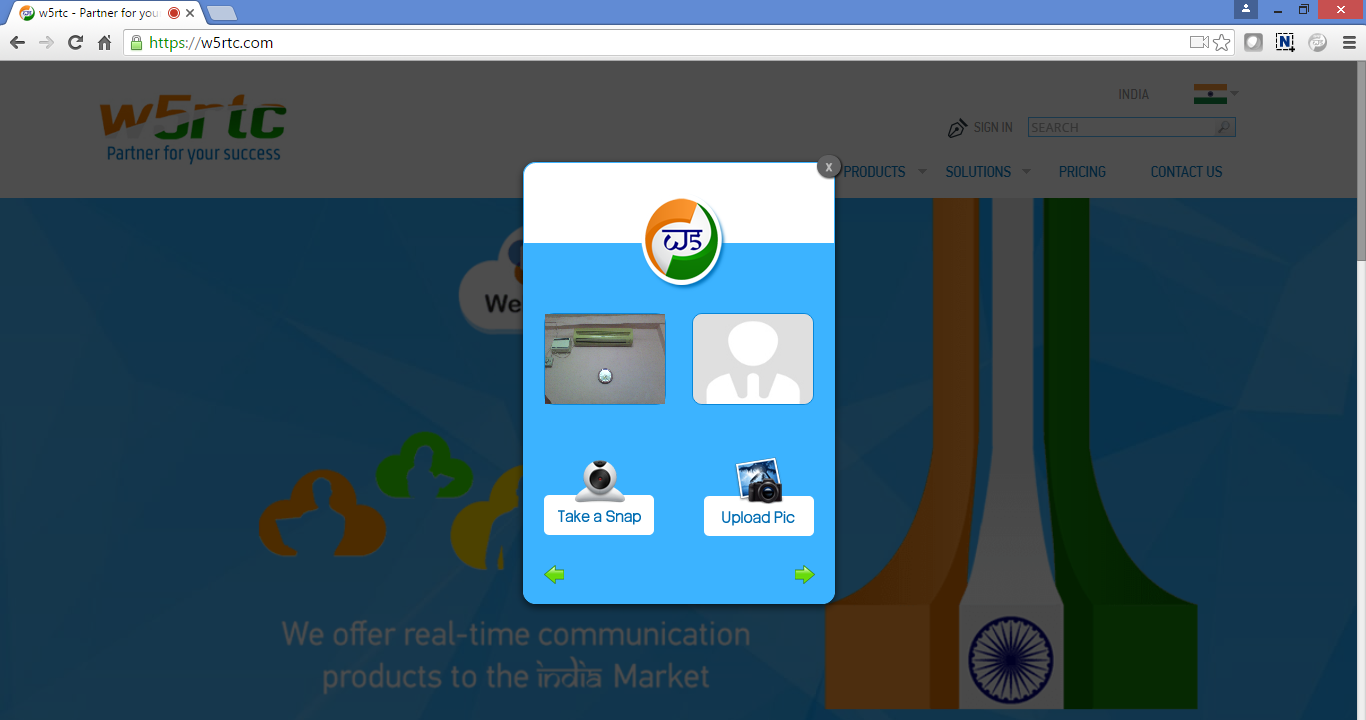 w5rtc - Partner for you
https://w5rtc.com
w5rtc
Partner for your success
INDIA
SIGN IN
SEARCH
PRODUCTS
SOLUTIONS
PRICING
CONTACT US
x
We
Take a Snap
Upload Pic
We offer real-time communication
products to the india Market